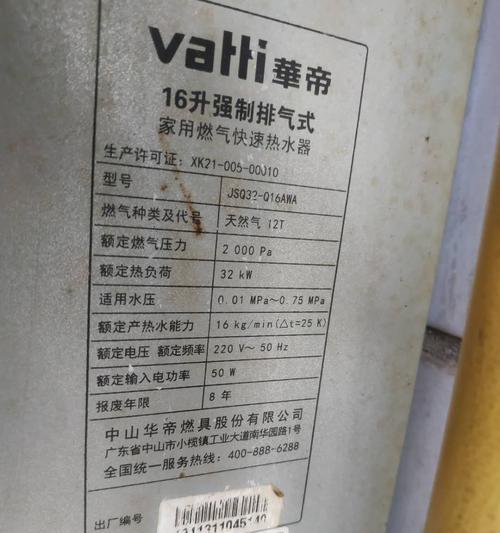 vatti 華帝
16升强制排气式
家用燃气快速热水器
生产许可证: XK21-005-00010
型号 JSQ32-Q16AWA
燃气种类及代号 天然气 12T
额定燃气压力 2 000 Pa
额定热负荷 32 kW
适用水压 0.01 MPa~0.75 MPa
额定产热水能力 16 kg/min(△t=25 K)
额定电压 额定频率 220 V~ 50 Hz
额定输入电功率 50 W
报废年限 8 年
中山华帝燃具股份有限公司
广东省中山市小榄镇工业大道南华园路1号
全国统一服务热线: 400-888-6288
出厂编号